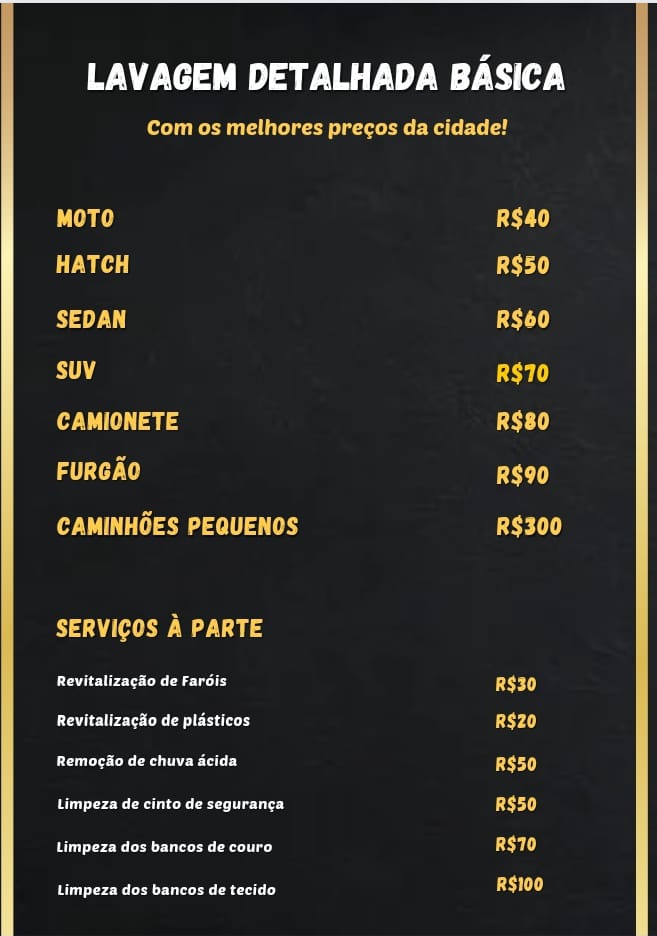 LAVAGEM DETALHADA BÁSICA
Com os melhores preços da cidade!
MOTO R$40
HATCH R$50
SEDAN R$60
SUV R$70
CAMIONETE R$80
FURGÃO R$90
CAMINHÕES PEQUENOS R$300
SERVIÇOS À PARTE
Revitalização de Faróis R$30
Revitalização de plásticos R$20
Remoção de chuva ácida R$50
Limpeza de cinto de segurança R$50
Limpeza dos bancos de couro R$70
Limpeza dos bancos de tecido R$100